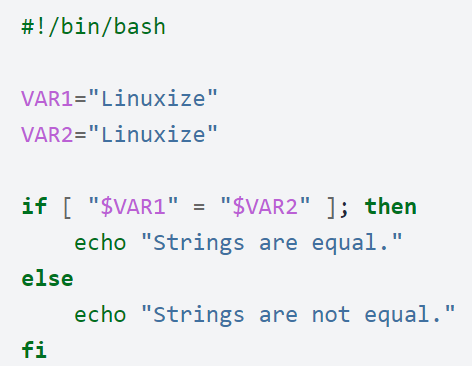 #!/bin/bash
VAR1="Linuxize"
VAR2="Linuxize"
if [ "$VAR1" = "$VAR2" ]; then
    echo "Strings are equal."
else
    echo "Strings are not equal."
fi